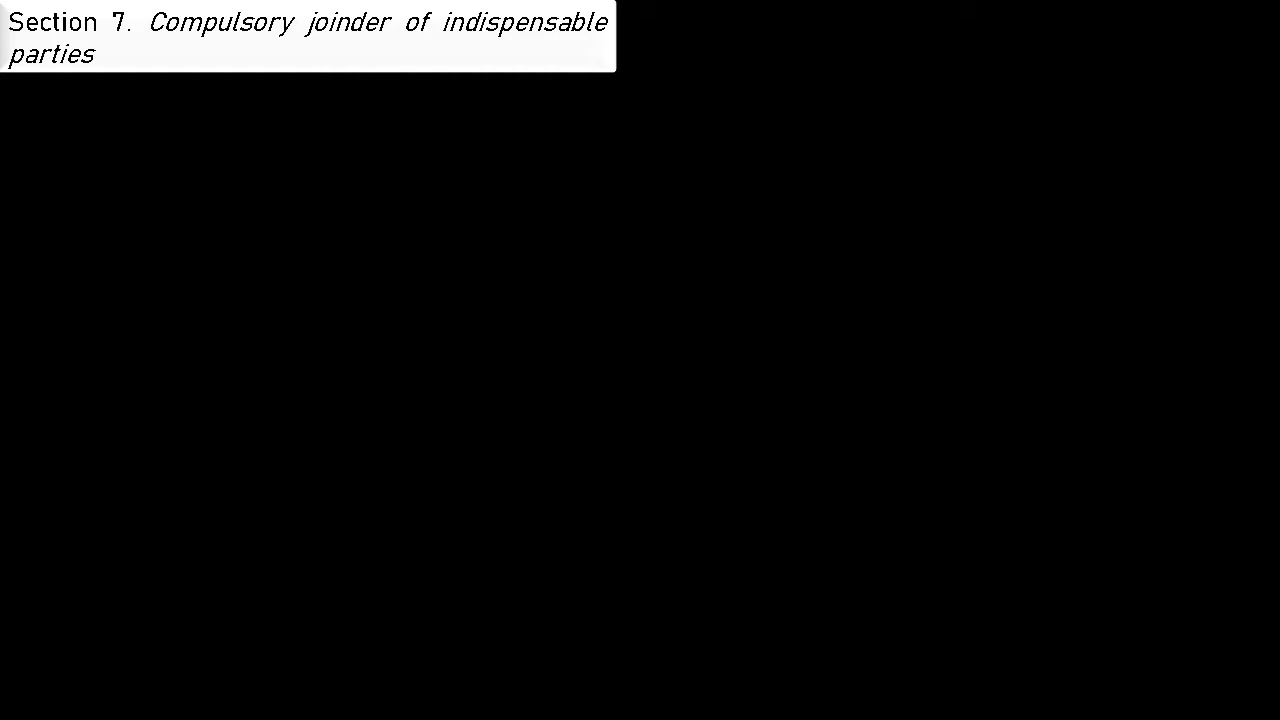 Section 7. Compulsory joinder of indispensable
parties